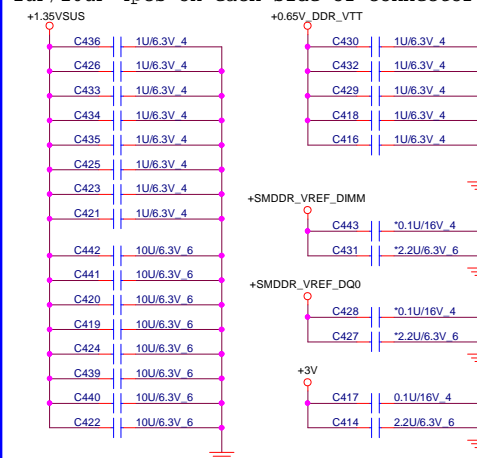 +1.35VSUS
C436 1U/6.3V_4
C426 1U/6.3V_4
C433 1U/6.3V_4
C434 1U/6.3V_4
C435 1U/6.3V_4
C425 1U/6.3V_4
C423 1U/6.3V_4
C421 1U/6.3V_4
C442 10U/6.3V_6
C441 10U/6.3V_6
C420 10U/6.3V_6
C419 10U/6.3V_6
C424 10U/6.3V_6
C439 10U/6.3V_6
C440 10U/6.3V_6
C422 10U/6.3V_6
+0.65V_DDR_VTT
C430 1U/6.3V_4
C432 1U/6.3V_4
C429 1U/6.3V_4
C418 1U/6.3V_4
C416 1U/6.3V_4
+SMDDR_VREF_DIMM
C443 *0.1U/16V_4
C431 *2.2U/6.3V_6
+SMDDR_VREF_DQ0
C428 *0.1U/16V_4
C427 *2.2U/6.3V_6
+3V
C417 0.1U/16V_4
C414 2.2U/6.3V_6